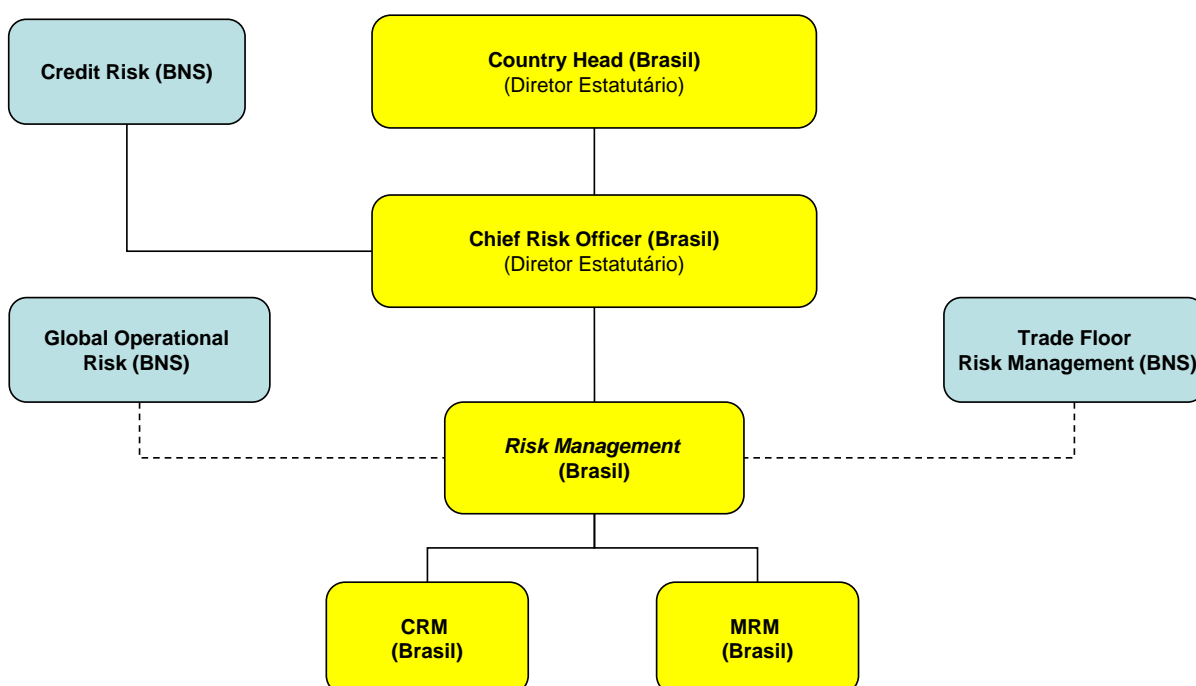 Credit Risk (BNS)
Country Head (Brasil)
(Diretor Estatutário)
Chief Risk Officer (Brasil)
(Diretor Estatutário)
Global Operational
Risk (BNS)
Trade Floor
Risk Management (BNS)
Risk Management
(Brasil)
CRM
(Brasil)
MRM
(Brasil)